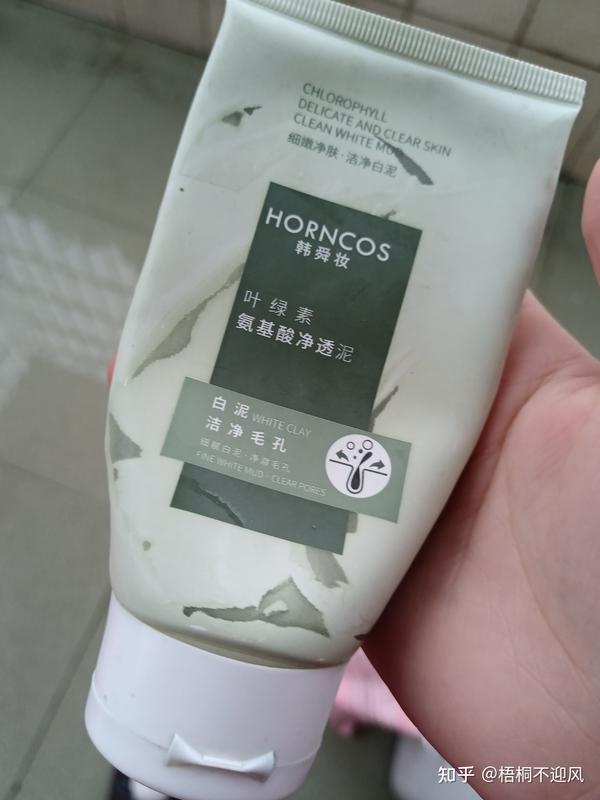 CHLOROPHYLL
DELICATE AND CLEAR SKIN
CLEAN WHITE MUD
细嫩净肤·洁净白泥
HORNCOS
韩舜妆
叶绿素
氨基酸净透泥
白泥 WHITE CLAY
洁净毛孔
细腻白泥·净澈毛孔
FINE WHITE MUD · CLEAR PORES
知乎 @梧桐不迎风